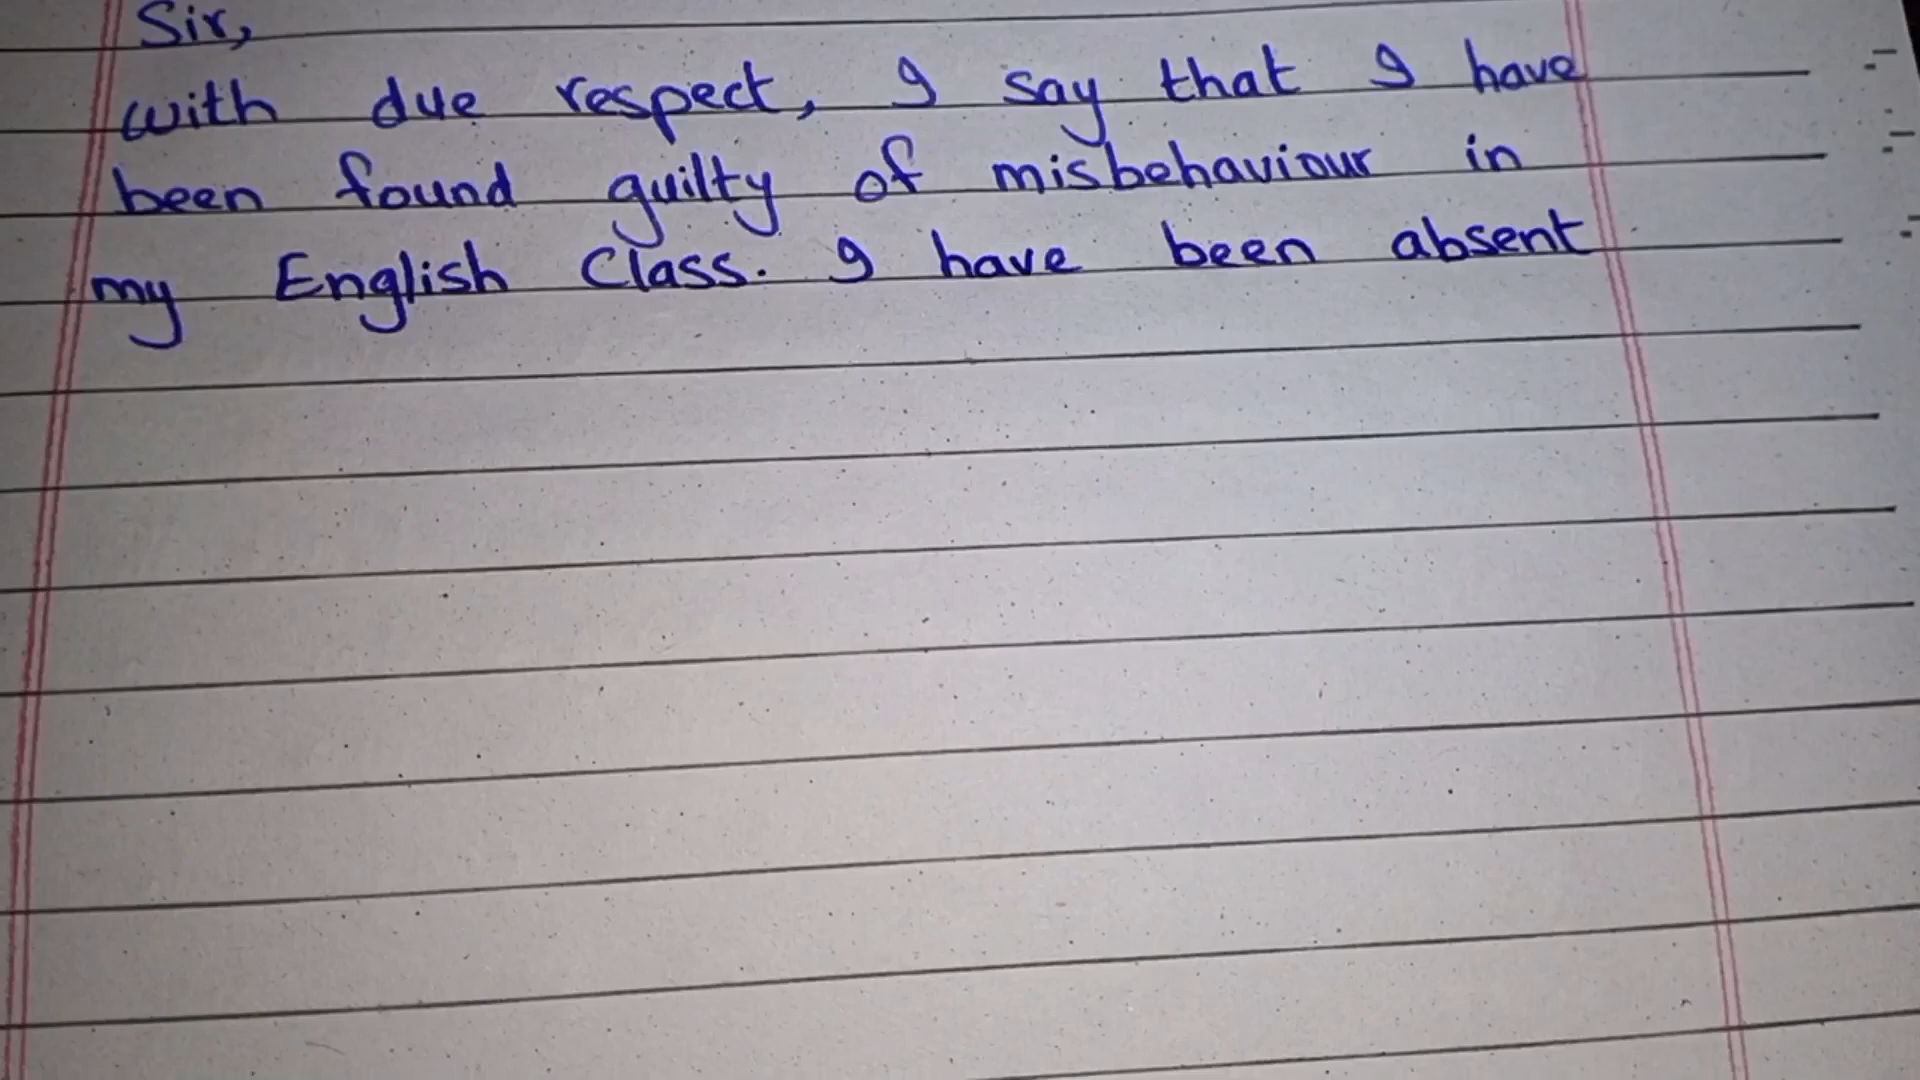 Sir,
with due respect, I say that I have
been found guilty of misbehaviour in
my English Class. I have been absent